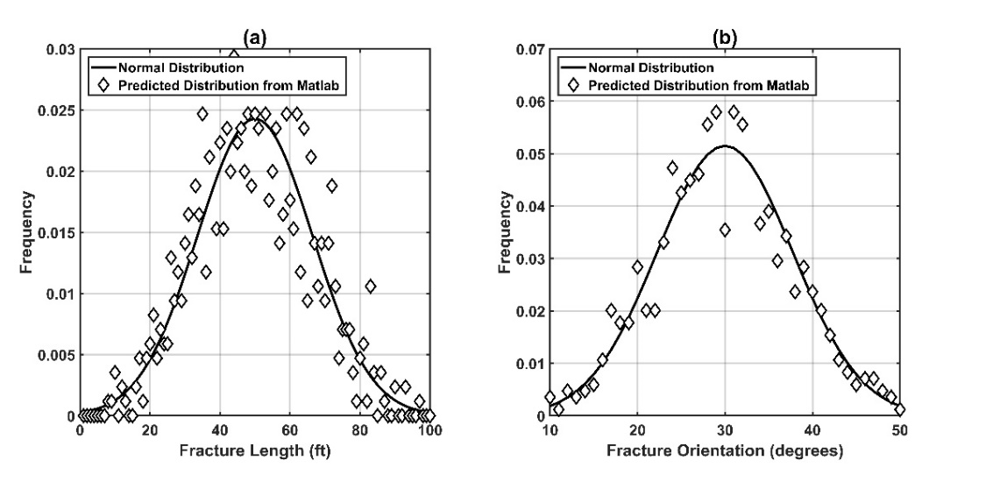 (a)
0.03
0.025
0.02
0.015
0.01
0.005
0
Frequency
Normal Distribution
Predicted Distribution from Matlab
0 20 40 60 80 100
Fracture Length (ft)
(b)
0.07
0.06
0.05
0.04
0.03
0.02
0.01
0
Frequency
Normal Distribution
Predicted Distribution from Matlab
10 20 30 40 50
Fracture Orientation (degrees)